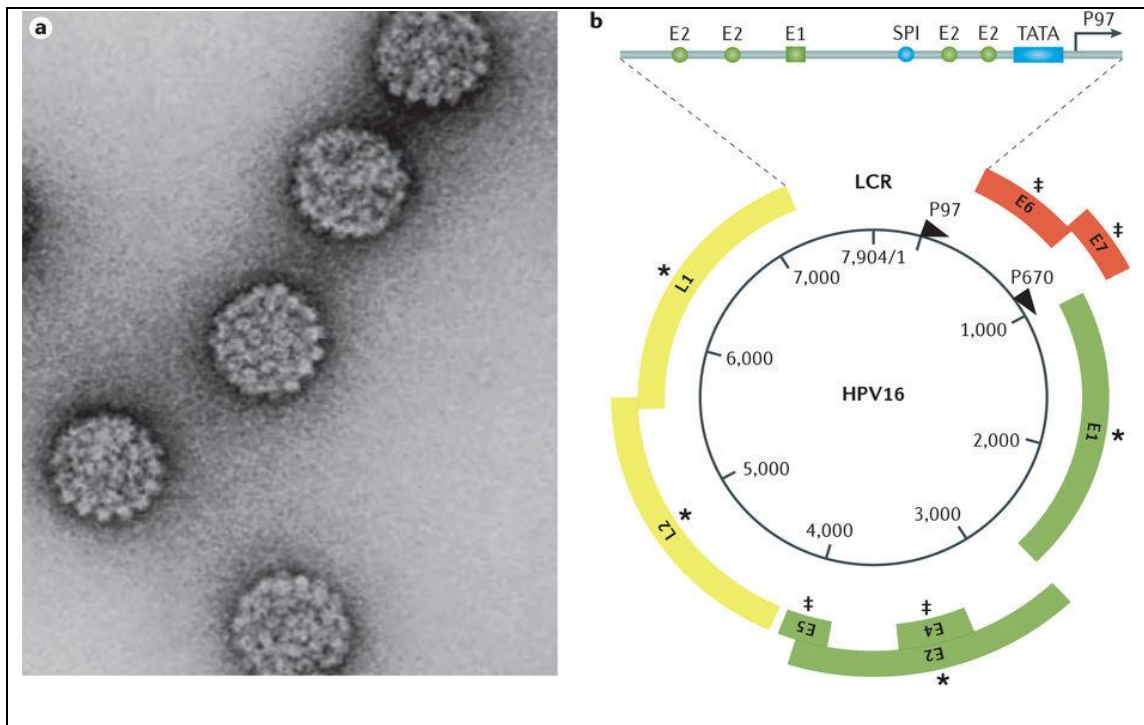 a
b
P97
E2 E2 E1 SPI E2 E2 TATA
LCR
P97
E6 ‡
E7 ‡
7,904/1
P670
7,000
1,000
L1 *
6,000
HPV16
E1 *
2,000
5,000
L2 *
3,000
4,000
E5 ‡
E4 ‡
E2 *